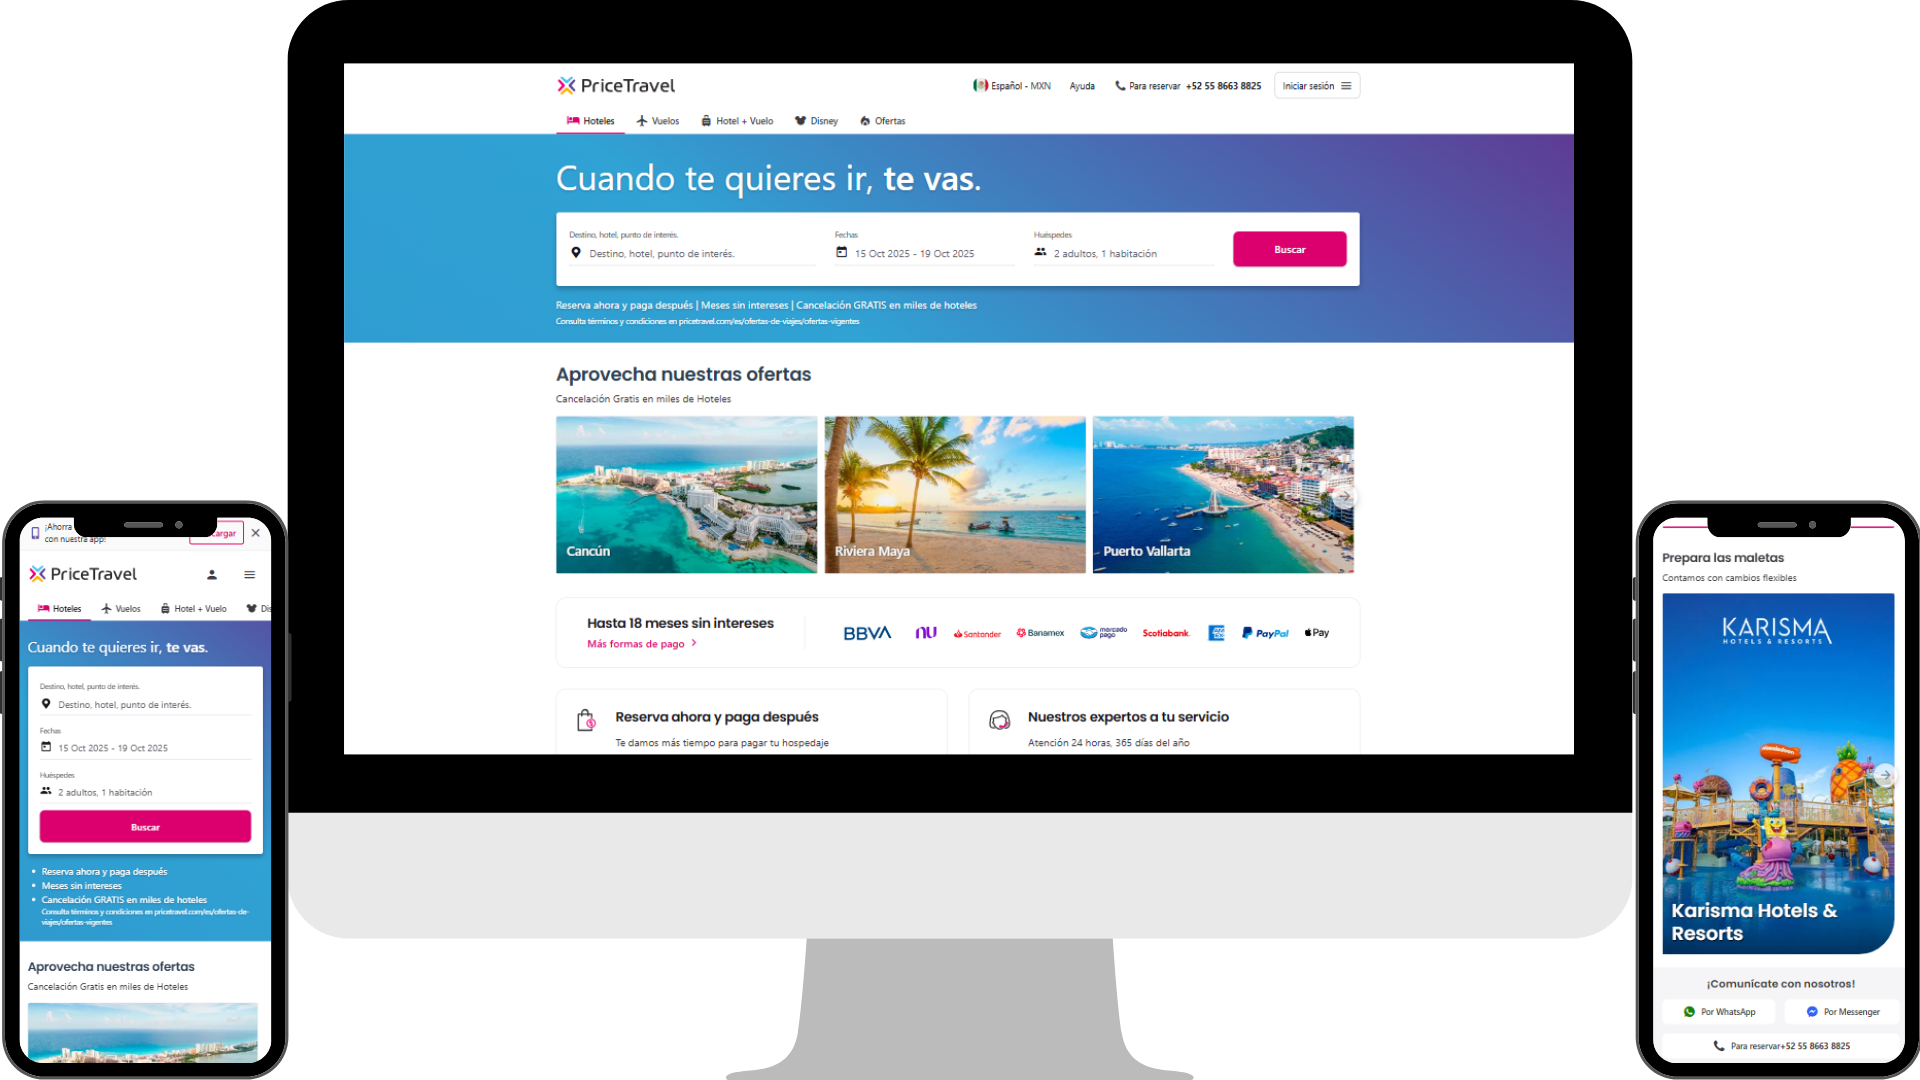 PriceTravel
Español - MXN
Ayuda
Para reservar +52 55 8663 8825
Iniciar sesión
Hoteles
Vuelos
Hotel + Vuelo
Disney
Ofertas
Cuando te quieres ir, te vas.
Destino, hotel, punto de interés.
Destino, hotel, punto de interés.
Fechas
15 Oct 2025 - 19 Oct 2025
Huéspedes
2 adultos, 1 habitación
Buscar
Reserva ahora y paga después | Meses sin intereses | Cancelación GRATIS en miles de hoteles
Consulta términos y condiciones en pricetravel.com/es/ofertas-de-viajes/ofertas-vigentes
Aprovecha nuestras ofertas
Cancelación Gratis en miles de Hoteles
Cancún
Riviera Maya
Puerto Vallarta
Hasta 18 meses sin intereses
Más formas de pago
BBVA
nu
Santander
Banamex
mercado
pago
Scotiabank
PayPal
Pay
Reserva ahora y paga después
Te damos más tiempo para pagar tu hospedaje
Nuestros expertos a tu servicio
Atención 24 horas, 365 días del año
¡Ahorra
con nuestra app!
cargar
PriceTravel
Hoteles
Vuelos
Hotel + Vuelo
Dis
Cuando te quieres ir, te vas.
Destino, hotel, punto de interés.
Destino, hotel, punto de interés.
Fechas
15 Oct 2025 - 19 Oct 2025
Huéspedes
2 adultos, 1 habitación
Buscar
Reserva ahora y paga después
Meses sin intereses
Cancelación GRATIS en miles de hoteles
Consulta términos y condiciones en pricetravel.com/es/ofertas-de-
viajes/ofertas-vigentes
Aprovecha nuestras ofertas
Cancelación Gratis en miles de Hoteles
Prepara las maletas
Contamos con cambios flexibles
KARISMA
HOTELS & RESORTS
nickelodeon
Karisma Hotels &
Resorts
¡Comunícate con nosotros!
Por WhatsApp
Por Messenger
Para reservar+52 55 8663 8825